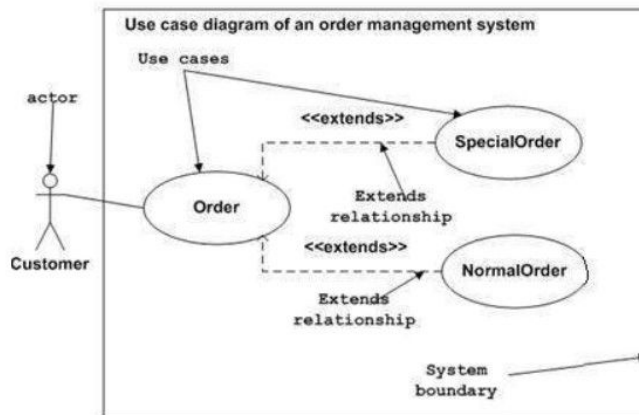 Use case diagram of an order management system
Use cases
actor
<<extends>>
SpecialOrder
Extends
relationship
Order
Customer
<<extends>>
NormalOrder
Extends
relationship
System
boundary